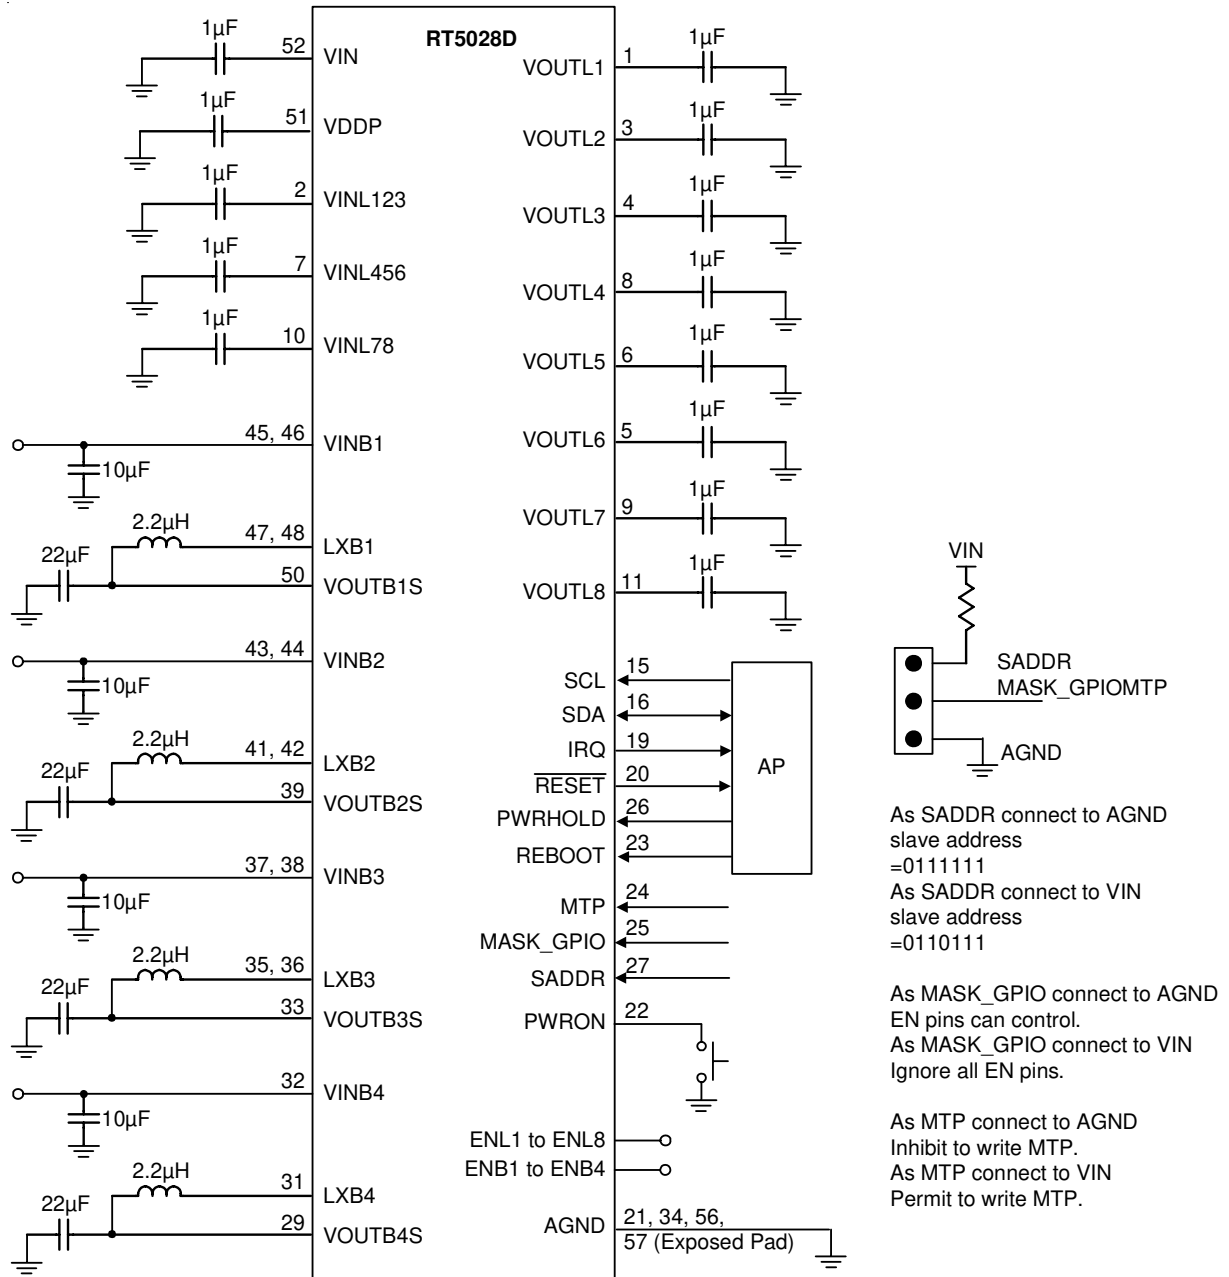 RT5028D
1µF
52
VIN
1µF
51
VDDP
1µF
2
VINL123
1µF
7
VINL456
1µF
10
VINL78
45, 46
VINB1
10µF
2.2µH
47, 48
LXB1
22µF
50
VOUTB1S
43, 44
VINB2
10µF
2.2µH
41, 42
LXB2
22µF
39
VOUTB2S
37, 38
VINB3
10µF
2.2µH
35, 36
LXB3
22µF
33
VOUTB3S
32
VINB4
10µF
2.2µH
31
LXB4
22µF
29
VOUTB4S
VOUTL1
1
1µF
VOUTL2
3
1µF
VOUTL3
4
1µF
VOUTL4
8
1µF
VOUTL5
6
1µF
VOUTL6
5
1µF
VOUTL7
9
1µF
VOUTL8
11
1µF
SCL
15
SDA
16
IRQ
19
RESET
20
PWRHOLD
26
REBOOT
23
AP
MTP
24
MASK_GPIO
25
SADDR
27
PWRON
22
ENL1 to ENL8
ENB1 to ENB4
AGND
21, 34, 56,
57 (Exposed Pad)
VIN
SADDR
MASK_GPIOMTP
AGND
As SADDR connect to AGND
slave address
=0111111
As SADDR connect to VIN
slave address
=0110111
As MASK_GPIO connect to AGND
EN pins can control.
As MASK_GPIO connect to VIN
Ignore all EN pins.
As MTP connect to AGND
Inhibit to write MTP.
As MTP connect to VIN
Permit to write MTP.